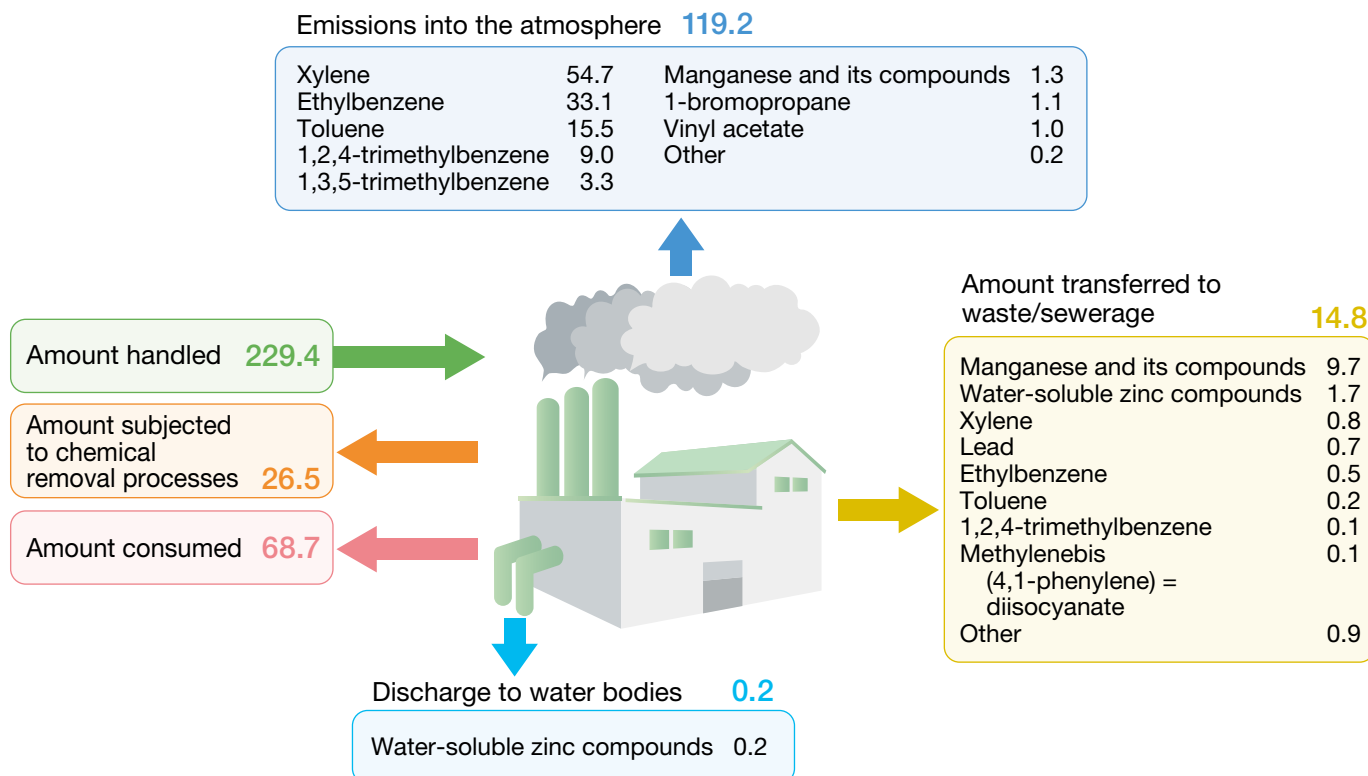 Emissions into the atmosphere 119.2
Xylene 54.7
Ethylbenzene 33.1
Toluene 15.5
1,2,4-trimethylbenzene 9.0
1,3,5-trimethylbenzene 3.3
Manganese and its compounds 1.3
1-bromopropane 1.1
Vinyl acetate 1.0
Other 0.2
Amount handled 229.4
Amount subjected
to chemical
removal processes 26.5
Amount consumed 68.7
Amount transferred to
waste/sewerage 14.8
Manganese and its compounds 9.7
Water-soluble zinc compounds 1.7
Xylene 0.8
Lead 0.7
Ethylbenzene 0.5
Toluene 0.2
1,2,4-trimethylbenzene 0.1
Methylenebis 0.1
(4,1-phenylene) =
diisocyanate
Other 0.9
Discharge to water bodies 0.2
Water-soluble zinc compounds 0.2